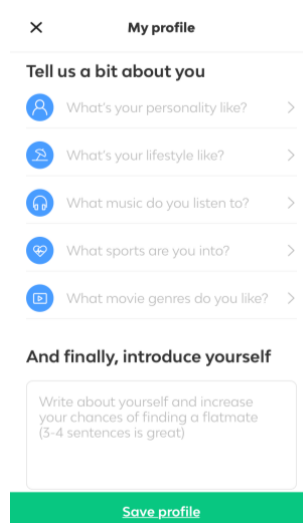 My profile
Tell us a bit about you
What's your personality like?
What's your lifestyle like?
What music do you listen to?
What sports are you into?
What movie genres do you like?
And finally, introduce yourself
Write about yourself and increase
your chances of finding a flatmate
(3-4 sentences is great)
Save profile